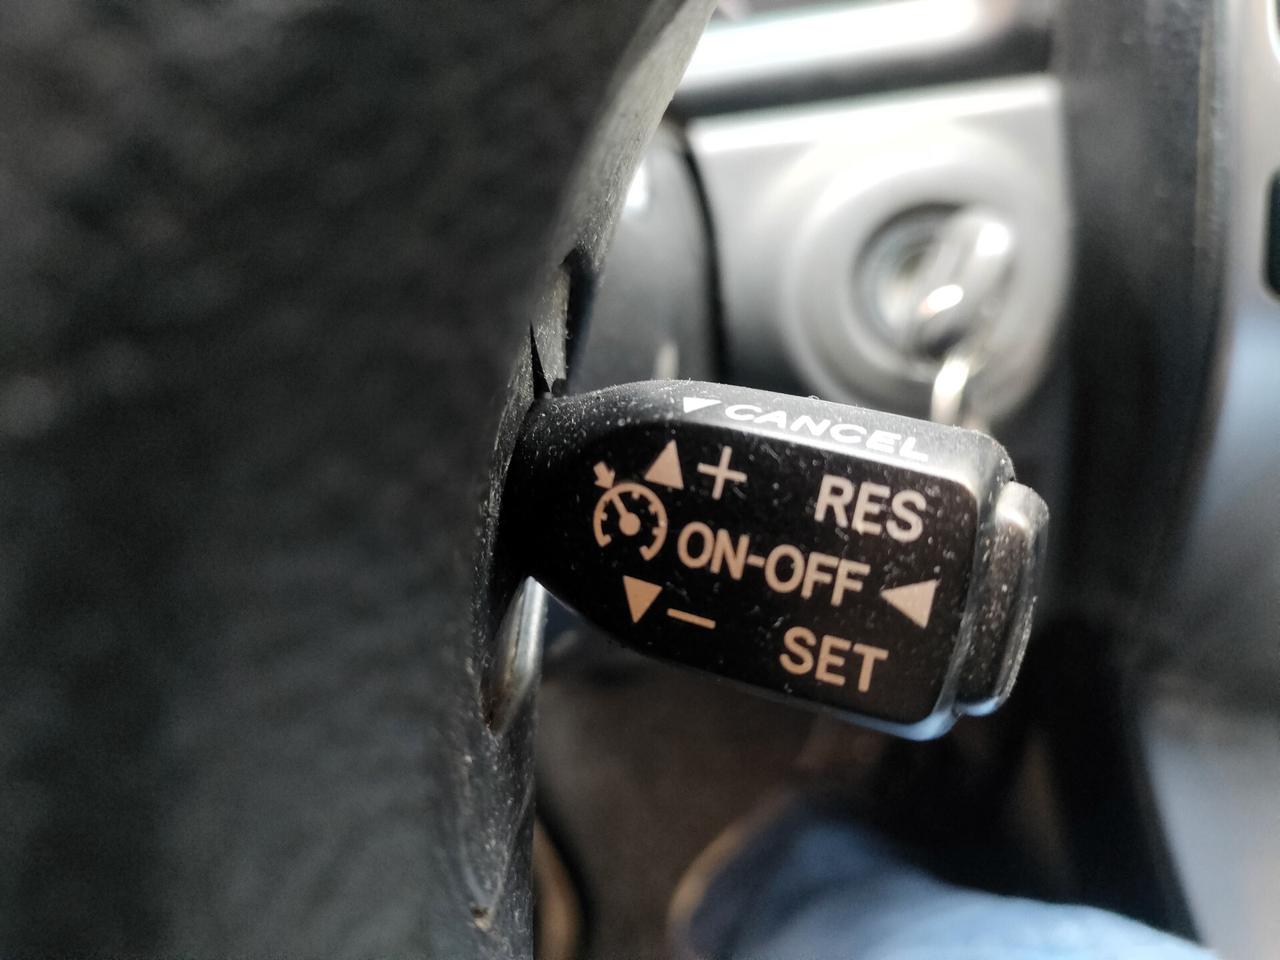 CANCEL
+ RES
ON-OFF
— SET